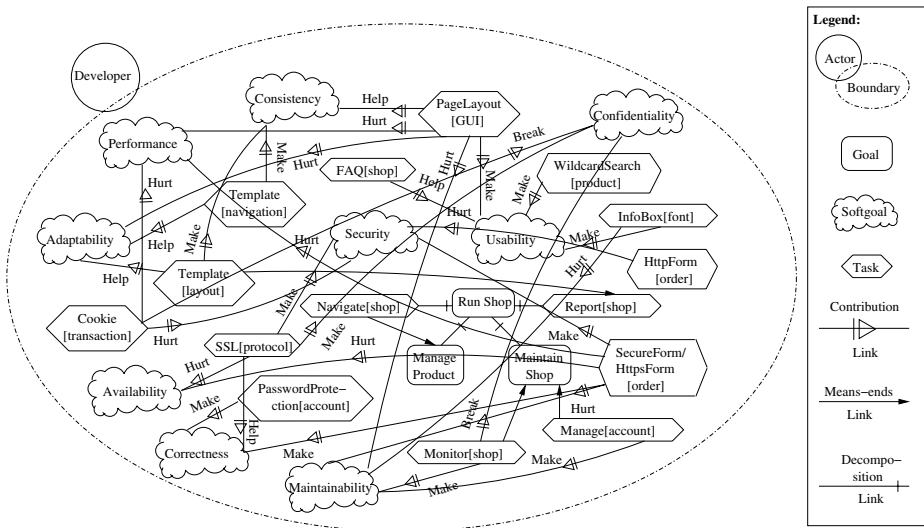 Developer
Consistency
Help
PageLayout
[GUI]
Hurt
Confidentiality
Break
Performance
Make
Hurt
Hurt
FAQ[shop]
Help
Make
WildcardSearch
[product]
Make
Hurt
Template
[navigation]
InfoBox[font]
Adaptability
Help
Make
Hurt
Security
Hurt
Usability
Make
HttpForm
[order]
Help
Template
[layout]
Make
Hurt
Cookie
[transaction]
Navigate[shop]
Run Shop
Report[shop]
Hurt
SSL[protocol]
Make
Hurt
Make
Manage
Product
Maintain
Shop
SecureForm/
HttpsForm
[order]
Availability
Hurt
PasswordProte−
ction[account]
Make
Help
Break
Hurt
Correctness
Make
Manage[account]
Monitor[shop]
Make
Maintainability
Make
Legend:
Actor
Boundary
Goal
Softgoal
Task
Contribution
Link
Means−ends
Link
Decompo−
sition
Link